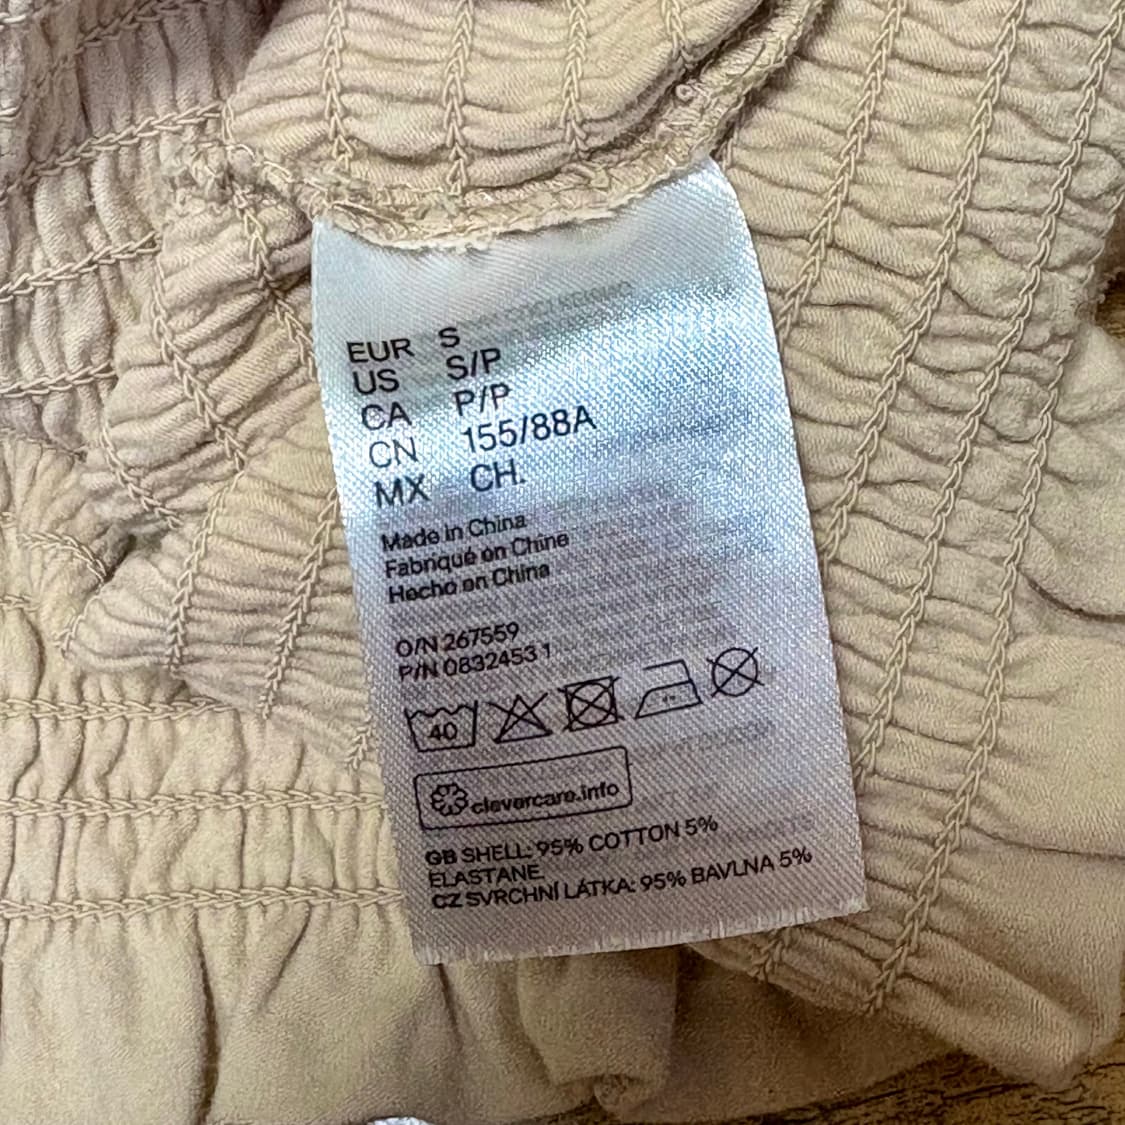 EUR S
US S/P
CA P/P
CN 155/88A
MX CH.
Made in China
Fabriqué en Chine
Hecho en China
O/N 267559
P/N 0832453 1
40
clevercare.info
GB SHELL: 95% COTTON 5%
ELASTANE.
CZ SVRCHNÍ LÁTKA: 95% BAVLNA 5%